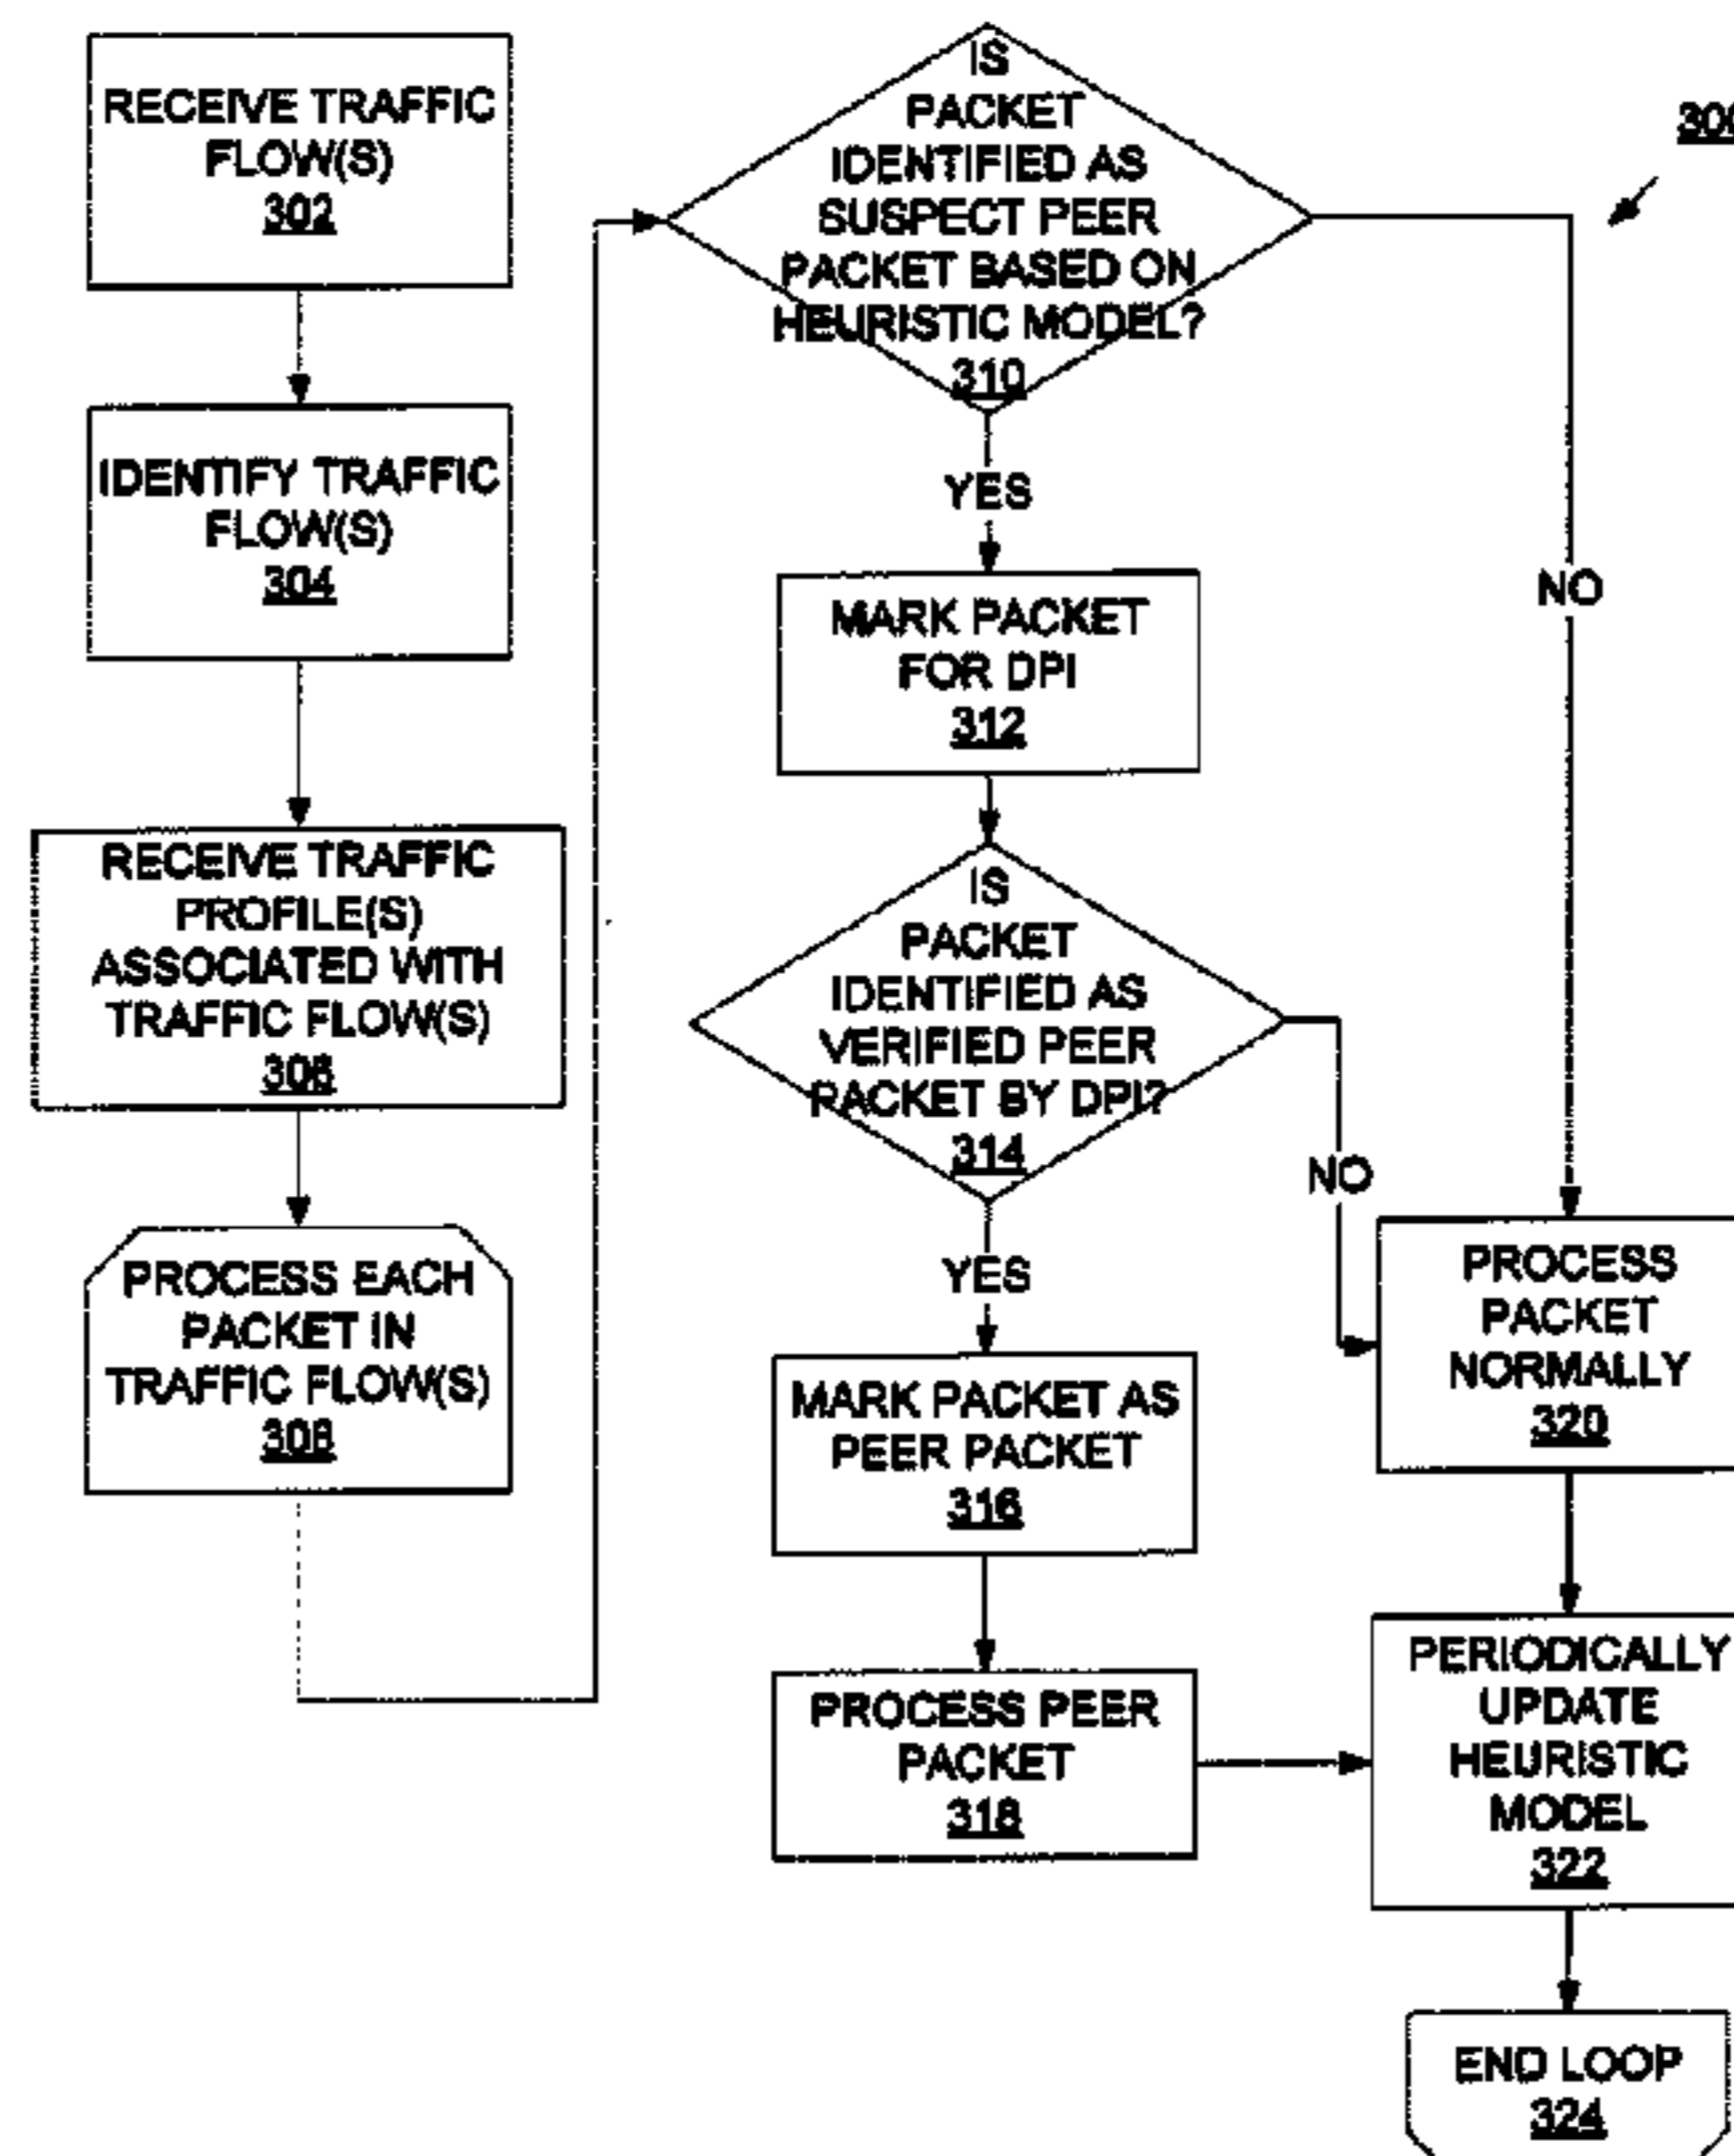 RECEIVE TRAFFIC
FLOW(S)
302
IDENTIFY TRAFFIC
FLOW(S)
304
RECEIVE TRAFFIC
PROFILE(S)
ASSOCIATED WITH
TRAFFIC FLOW(S)
306
PROCESS EACH
PACKET IN
TRAFFIC FLOW(S)
308
IS
PACKET
IDENTIFIED AS
SUSPECT PEER
PACKET BASED ON
HEURISTIC MODEL?
310
YES
MARK PACKET
FOR DPI
312
IS
PACKET
IDENTIFIED AS
VERIFIED PEER
PACKET BY DPI?
314
YES
MARK PACKET AS
PEER PACKET
316
PROCESS PEER
PACKET
318
300
NO
NO
PROCESS
PACKET
NORMALLY
320
PERIODICALLY
UPDATE
HEURISTIC
MODEL
322
END LOOP
324